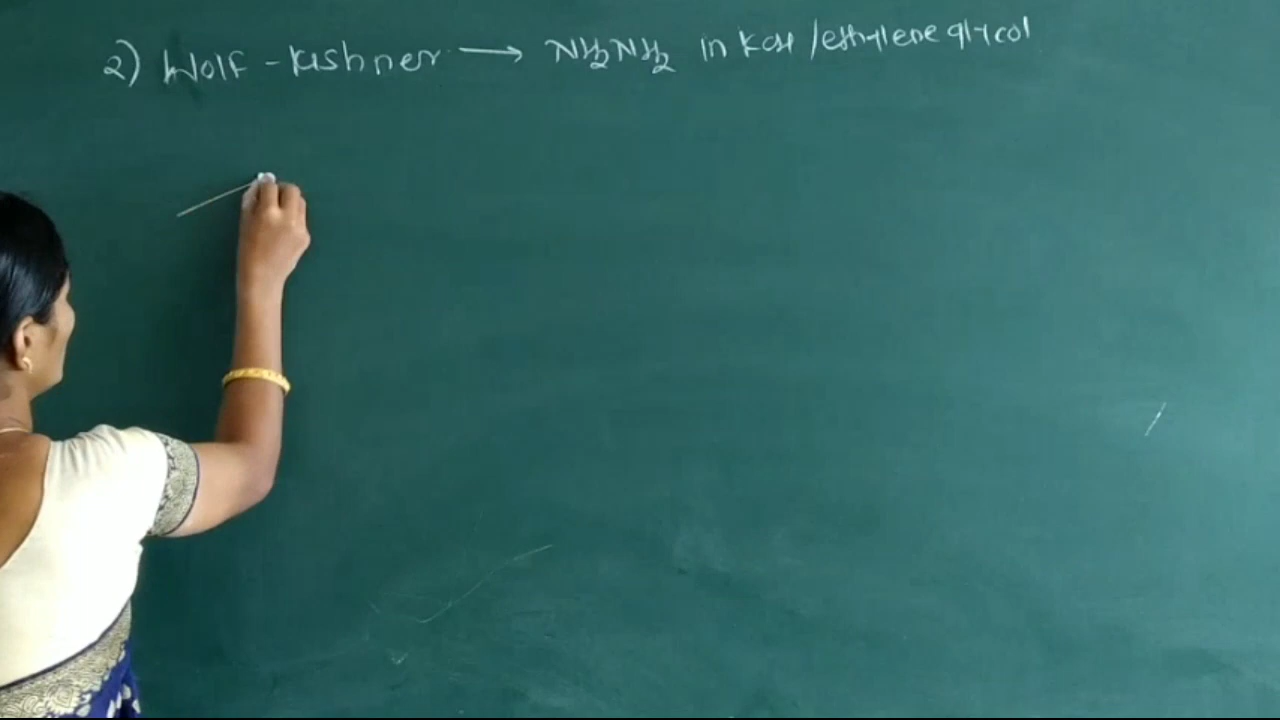 2) Wolf - Kishner → NH₂NH₂ in KOH /ethylene glycol